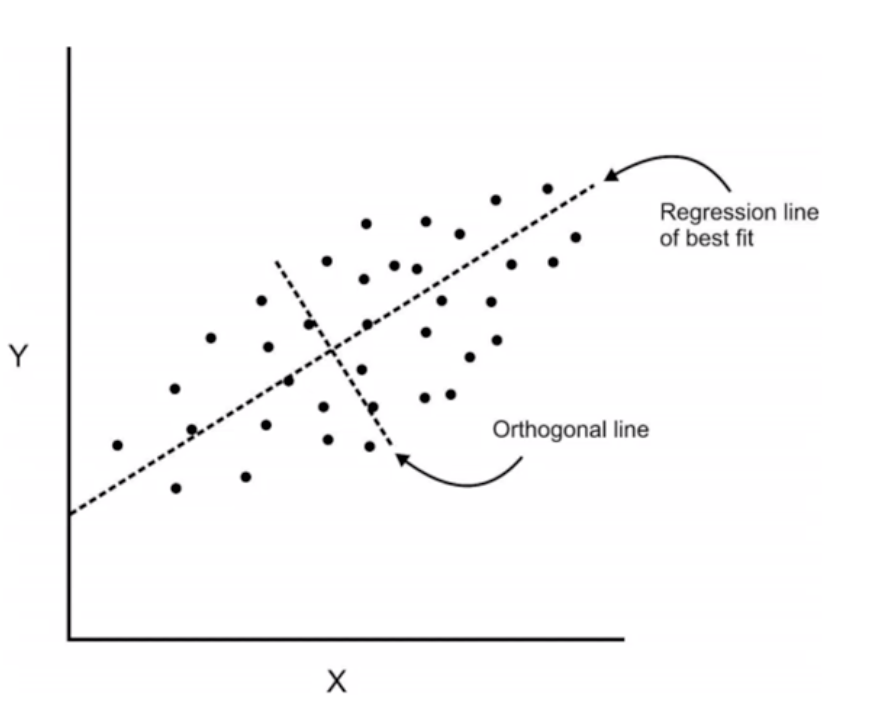 Regression line
of best fit
Y
Orthogonal line
X